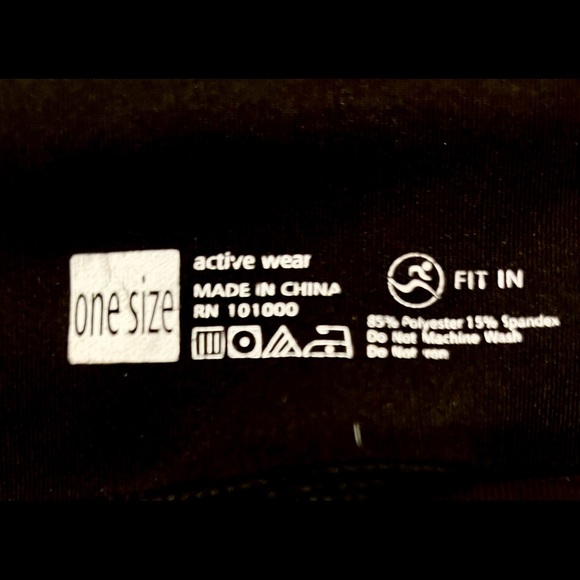 one size
active wear
MADE IN CHINA
RN 101000
FIT IN
85% Polyester 15% Spandex
Do Not Machine Wash
Do Not